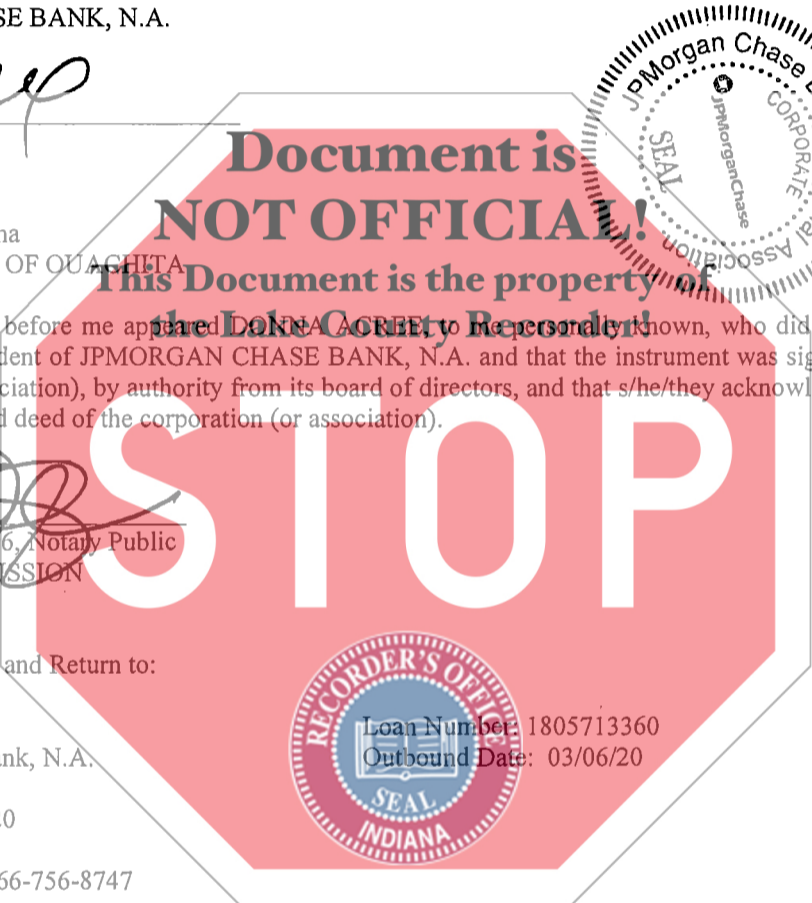 SE BANK, N.A.
JPMorgan Chase
CORPORATE
SEAL
JPMorganChase
Association
Document is
NOT OFFICIAL!
na
OF OUACHITA
This Document is the property of
the Lake County Recorder!
before me appeared DONNA ACREE, to me personally known, who did
dent of JPMORGAN CHASE BANK, N.A. and that the instrument was sig
ciation), by authority from its board of directors, and that s/he/they acknowl
d deed of the corporation (or association).
STOP
6, Notary Public
ISSION
and Return to:
RECORDER'S OFFICE
SEAL
INDIANA
Loan Number: 1805713360
Outbound Date: 03/06/20
nk, N.A.
0
66-756-8747